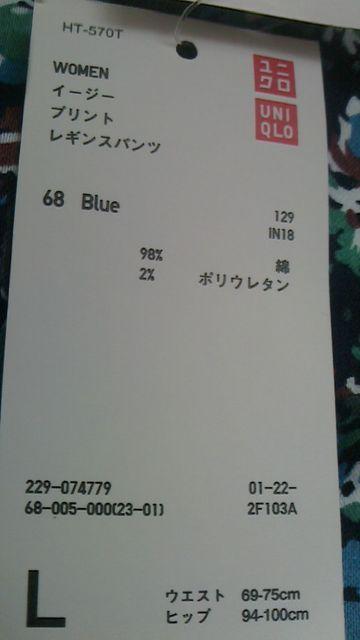 HT-570T
WOMEN
イージー
プリント
レギンスパンツ
ユニ
クロ
UNI
QLO
68 Blue
129
IN18
98% 綿
2% ポリウレタン
229-074779 01-22-
68-005-000(23-01) 2F103A
L
ウエスト 69-75cm
ヒップ 94-100cm